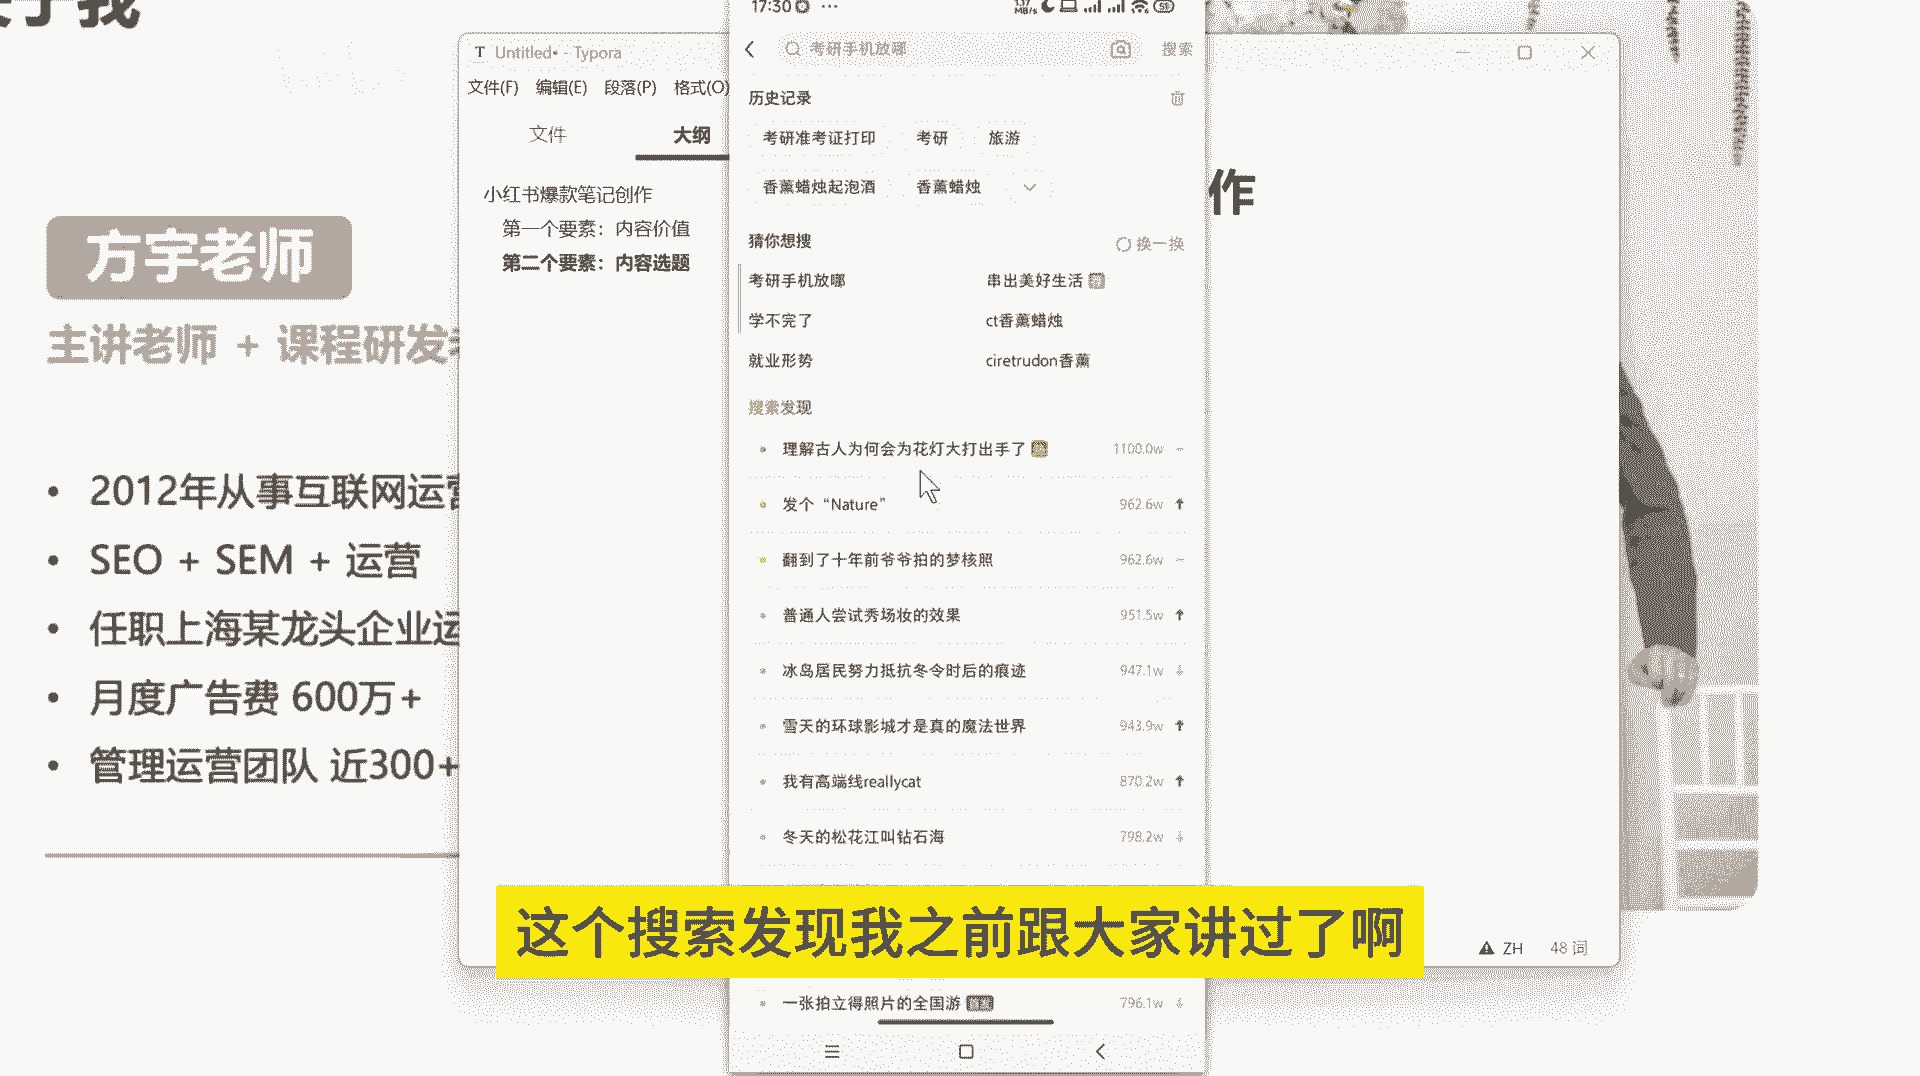 关于我
方宇老师
主讲老师 + 课程研发
2012年从事互联网运营
SEO + SEM + 运营
任职上海某龙头企业运
月度广告费 600万+
管理运营团队 近300+
Untitled• - Typora
文件(F) 编辑(E) 段落(P) 格式(O)
文件 大纲
小红书爆款笔记创作
第一个要素：内容价值
第二个要素：内容选题
作
ZH 48 词
17:30
58
考研手机放哪 搜索
历史记录
考研准考证打印 考研 旅游
香薰蜡烛起泡酒 香薰蜡烛
猜你想搜 换一换
考研手机放哪 串出美好生活
学不完了 ct香薰蜡烛
就业形势 ciretrudon香薰
搜索发现
理解古人为何会为花灯大打出手了 1100.0w
发个“Nature” 962.6w
翻到了十年前爷爷拍的梦核照 962.6w
普通人尝试秀场妆的效果 951.5w
冰岛居民努力抵抗冬令时后的痕迹 947.1w
雪天的环球影城才是真的魔法世界 943.9w
我有高端线reallycat 870.2w
冬天的松花江叫钻石海 798.2w
这个搜索发现我之前跟大家讲过了啊
一张拍立得照片的全国游 796.1w